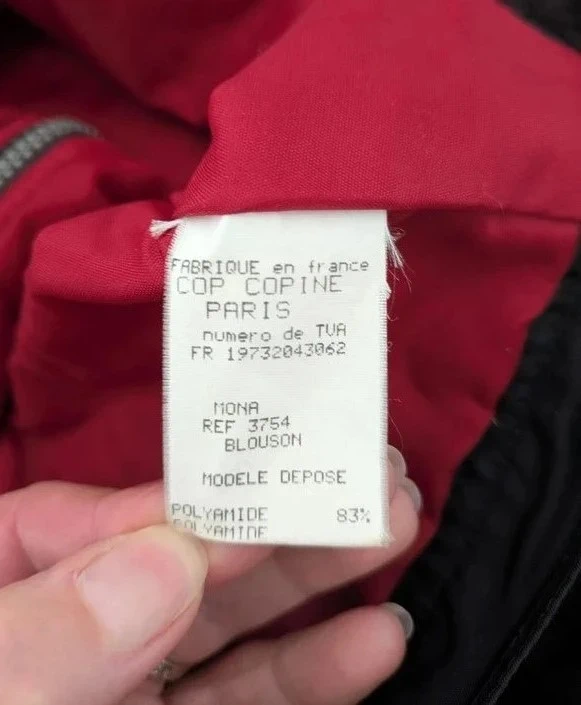 FABRIQUE en france
COP COPINE
PARIS
numero de TVA
FR 19732043062
MONA
REF 3754
BLOUSON
MODELE DEPOSE
POLYAMIDE 83%
POLYAMIDE